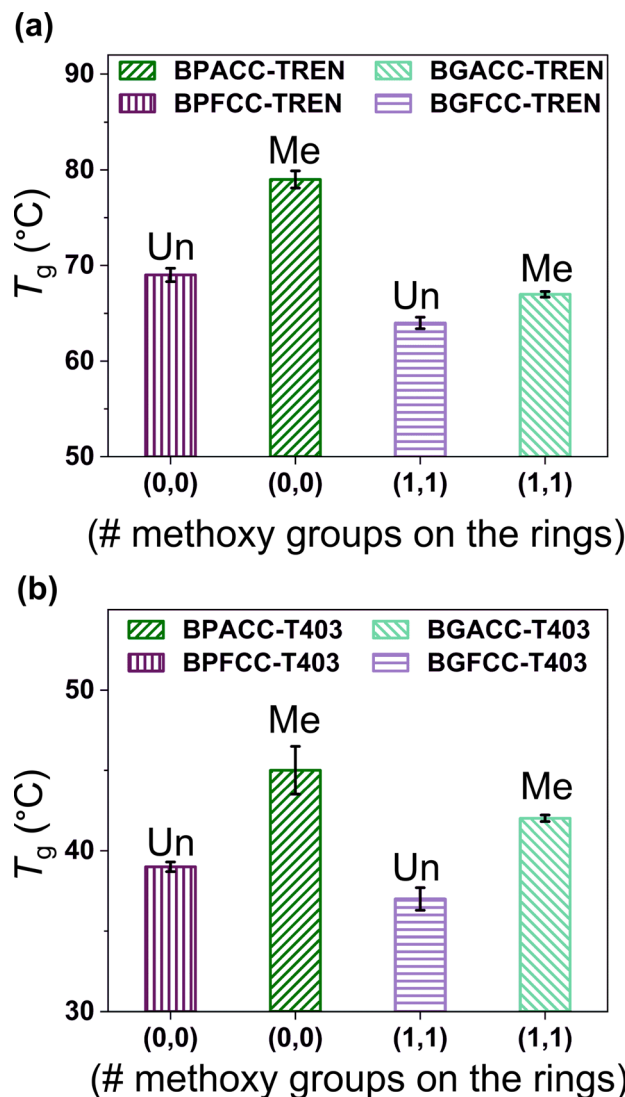 (a)
BPACC-TREN BGACC-TREN
BPFCC-TREN BGFCC-TREN
90
80
70
60
50
Tg (°C)
Un
Me
Un
Me
(0,0) (0,0) (1,1) (1,1)
(# methoxy groups on the rings)
(b)
BPACC-T403 BGACC-T403
BPFCC-T403 BGFCC-T403
50
40
30
Tg (°C)
Un
Me
Un
Me
(0,0) (0,0) (1,1) (1,1)
(# methoxy groups on the rings)